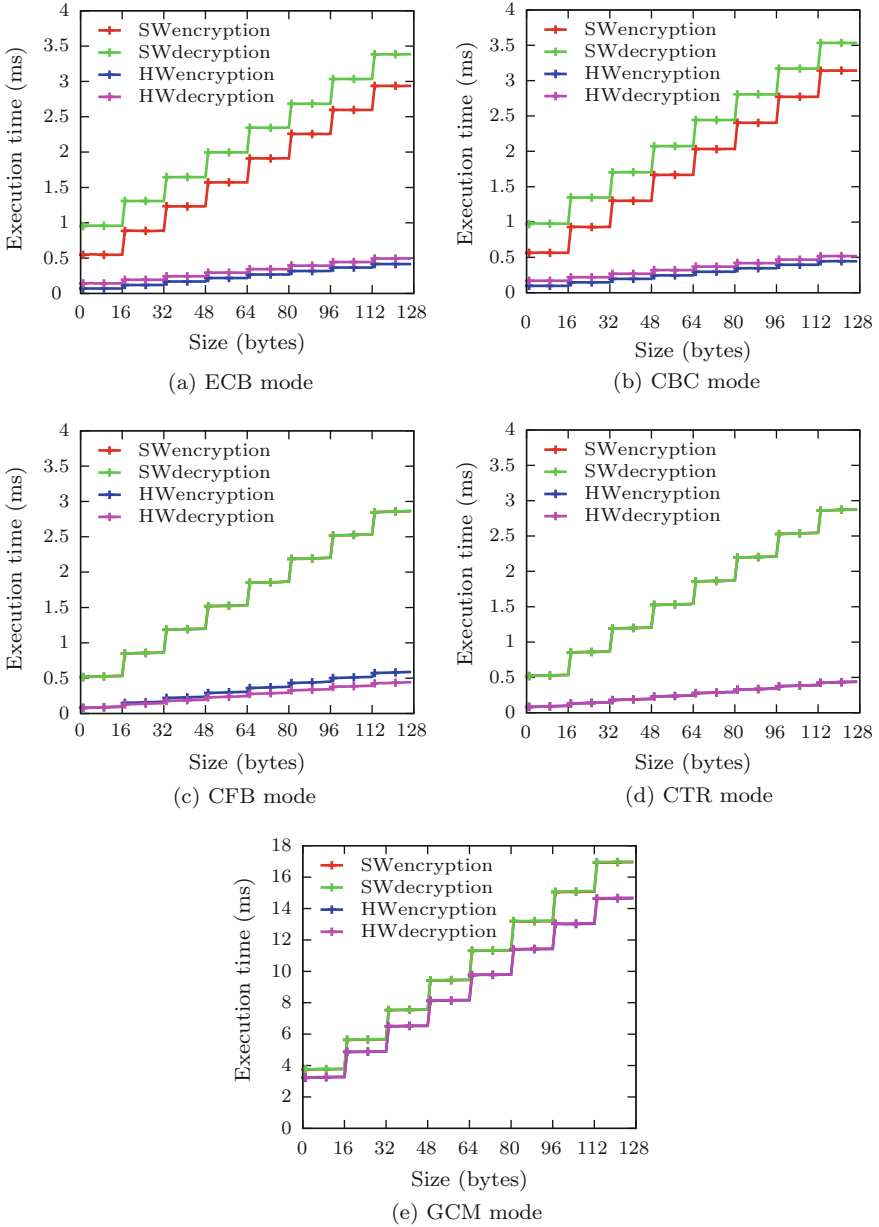 4
3.5
3
2.5
2
1.5
1
0.5
0
Execution time (ms)
SWencryption
SWdecryption
HWencryption
HWdecryption
0 16 32 48 64 80 96 112 128
Size (bytes)
(a) ECB mode
4
3.5
3
2.5
2
1.5
1
0.5
0
Execution time (ms)
SWencryption
SWdecryption
HWencryption
HWdecryption
0 16 32 48 64 80 96 112 128
Size (bytes)
(b) CBC mode
4
3.5
3
2.5
2
1.5
1
0.5
0
Execution time (ms)
SWencryption
SWdecryption
HWencryption
HWdecryption
0 16 32 48 64 80 96 112 128
Size (bytes)
(c) CFB mode
4
3.5
3
2.5
2
1.5
1
0.5
0
Execution time (ms)
SWencryption
SWdecryption
HWencryption
HWdecryption
0 16 32 48 64 80 96 112 128
Size (bytes)
(d) CTR mode
18
16
14
12
10
8
6
4
2
0
Execution time (ms)
SWencryption
SWdecryption
HWencryption
HWdecryption
0 16 32 48 64 80 96 112 128
Size (bytes)
(e) GCM mode